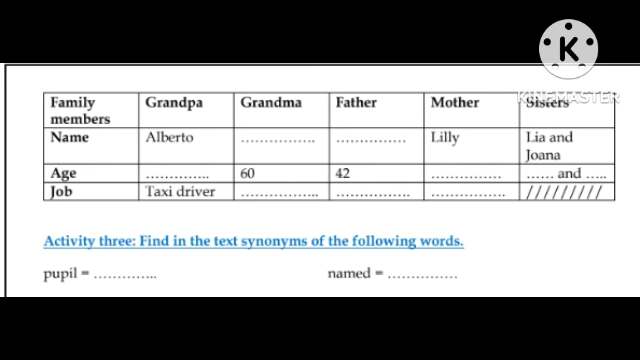 K
KINEMASTER
Family members Grandpa Grandma Father Mother Sisters
Name Alberto ................ ............... Lilly Lia and Joana
Age .............. 60 42 ............... ...... and .....
Job Taxi driver ................. ................ ................ /////////
Activity three: Find in the text synonyms of the following words.
pupil = .............. named = ...............